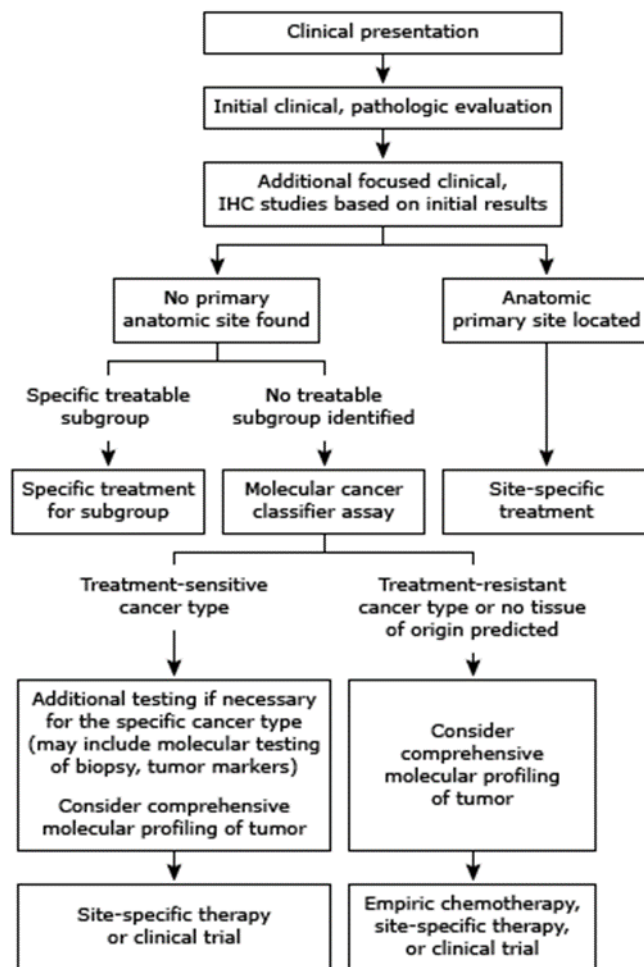 Clinical presentation
Initial clinical, pathologic evaluation
Additional focused clinical,
IHC studies based on initial results
No primary
anatomic site found
Anatomic
primary site located
Specific treatable
subgroup
No treatable
subgroup identified
Specific treatment
for subgroup
Molecular cancer
classifier assay
Site-specific
treatment
Treatment-sensitive
cancer type
Treatment-resistant
cancer type or no tissue
of origin predicted
Additional testing if necessary
for the specific cancer type
(may include molecular testing
of biopsy, tumor markers)
Consider comprehensive
molecular profiling of tumor
Consider
comprehensive
molecular profiling
of tumor
Site-specific therapy
or clinical trial
Empiric chemotherapy,
site-specific therapy,
or clinical trial